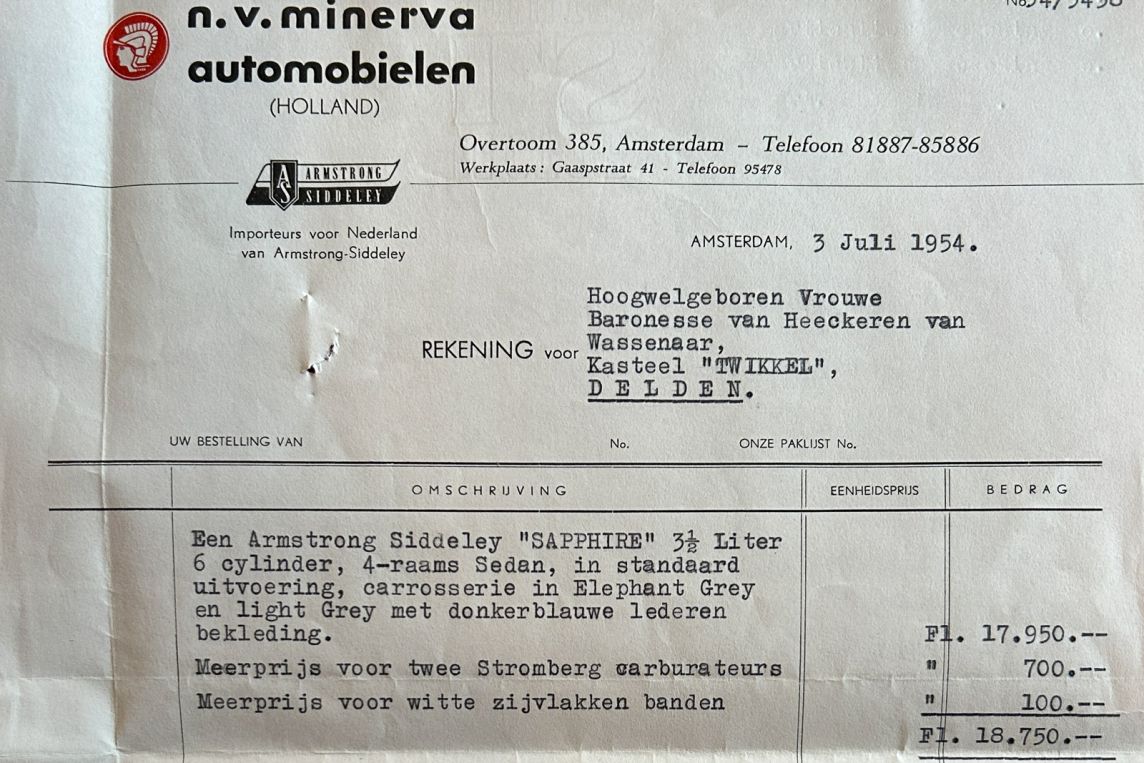 n.v. minerva
automobielen
(HOLLAND)
Overtoom 385, Amsterdam – Telefoon 81887-85886
Werkplaats: Gaaspstraat 41 - Telefoon 95478
AS ARMSTRONG
SIDDELEY
Importeurs voor Nederland
van Armstrong-Siddeley
AMSTERDAM, 3 Juli 1954.
REKENING voor
Hoogwelgeboren Vrouwe
Baronesse van Heeckeren van
Wassenaar,
Kasteel "TWIKKEL",
D E L D E N.
UW BESTELLING VAN No. ONZE PAKLIJST No.
OMSCHRIJVING EENHEIDSPRIJS BEDRAG
Een Armstrong Siddeley "SAPPHIRE" 3½ Liter
6 cylinder, 4-raams Sedan, in standaard
uitvoering, carrosserie in Elephant Grey
en light Grey met donkerblauwe lederen
bekleding. Fl. 17.950.--
Meerprijs voor twee Stromberg carburateurs " 700.--
Meerprijs voor witte zijvlakken banden " 100.--
Fl. 18.750.--